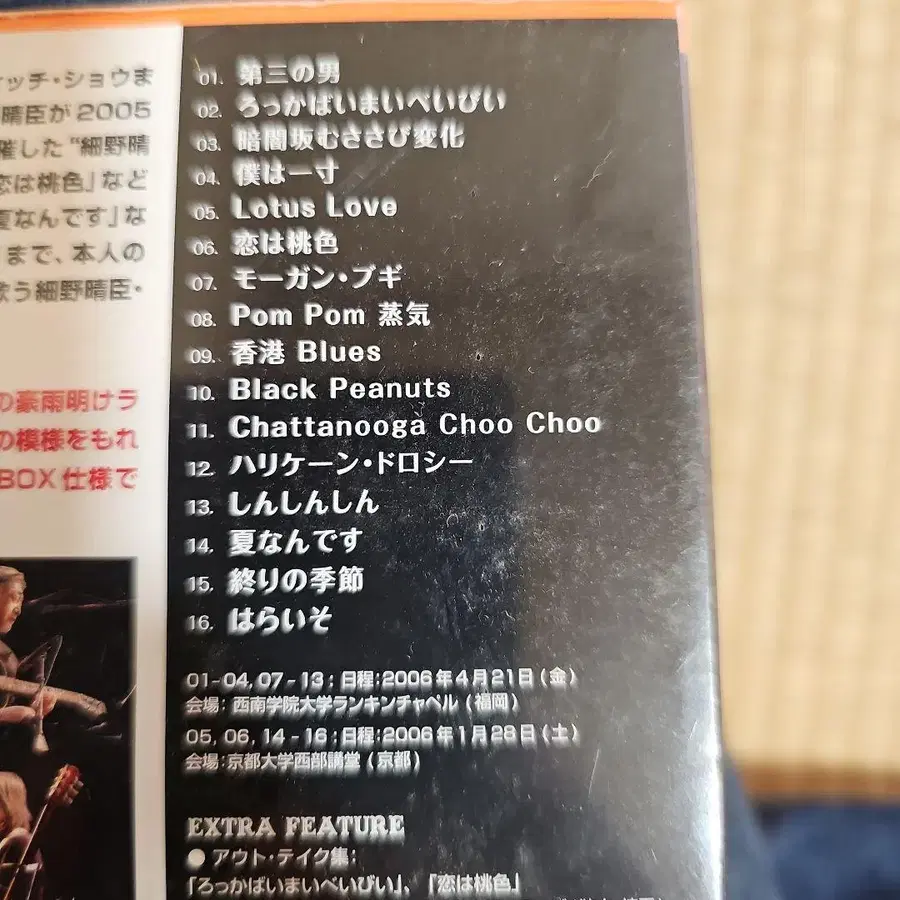 ィッチ・ショウま
晴臣が2005
催した"細野晴
恋は桃色」など
夏なんです」な
まで、本人の
歌う細野晴臣・
の豪雨明けラ
の模様をもれ
BOX仕様で
01. 第三の男
02. ろっかばいまいべいびい
03. 暗闇坂むささび変化
04. 僕は一寸
05. Lotus Love
06. 恋は桃色
07. モーガン・ブギ
08. Pom Pom 蒸気
09. 香港 Blues
10. Black Peanuts
11. Chattanooga Choo Choo
12. ハリケーン・ドロシー
13. しんしんしん
14. 夏なんです
15. 終りの季節
16. はらいそ
01-04, 07-13:日程:2006年4月21日(金)
会場:西南学院大学ランキンチャペル(福岡)
05, 06, 14-16:日程:2006年1月28日(土)
会場:京都大学西部講堂(京都)
EXTRA FEATURE
● アウト・テイク集:
「ろっかばいまいべいびい」、「恋は桃色」